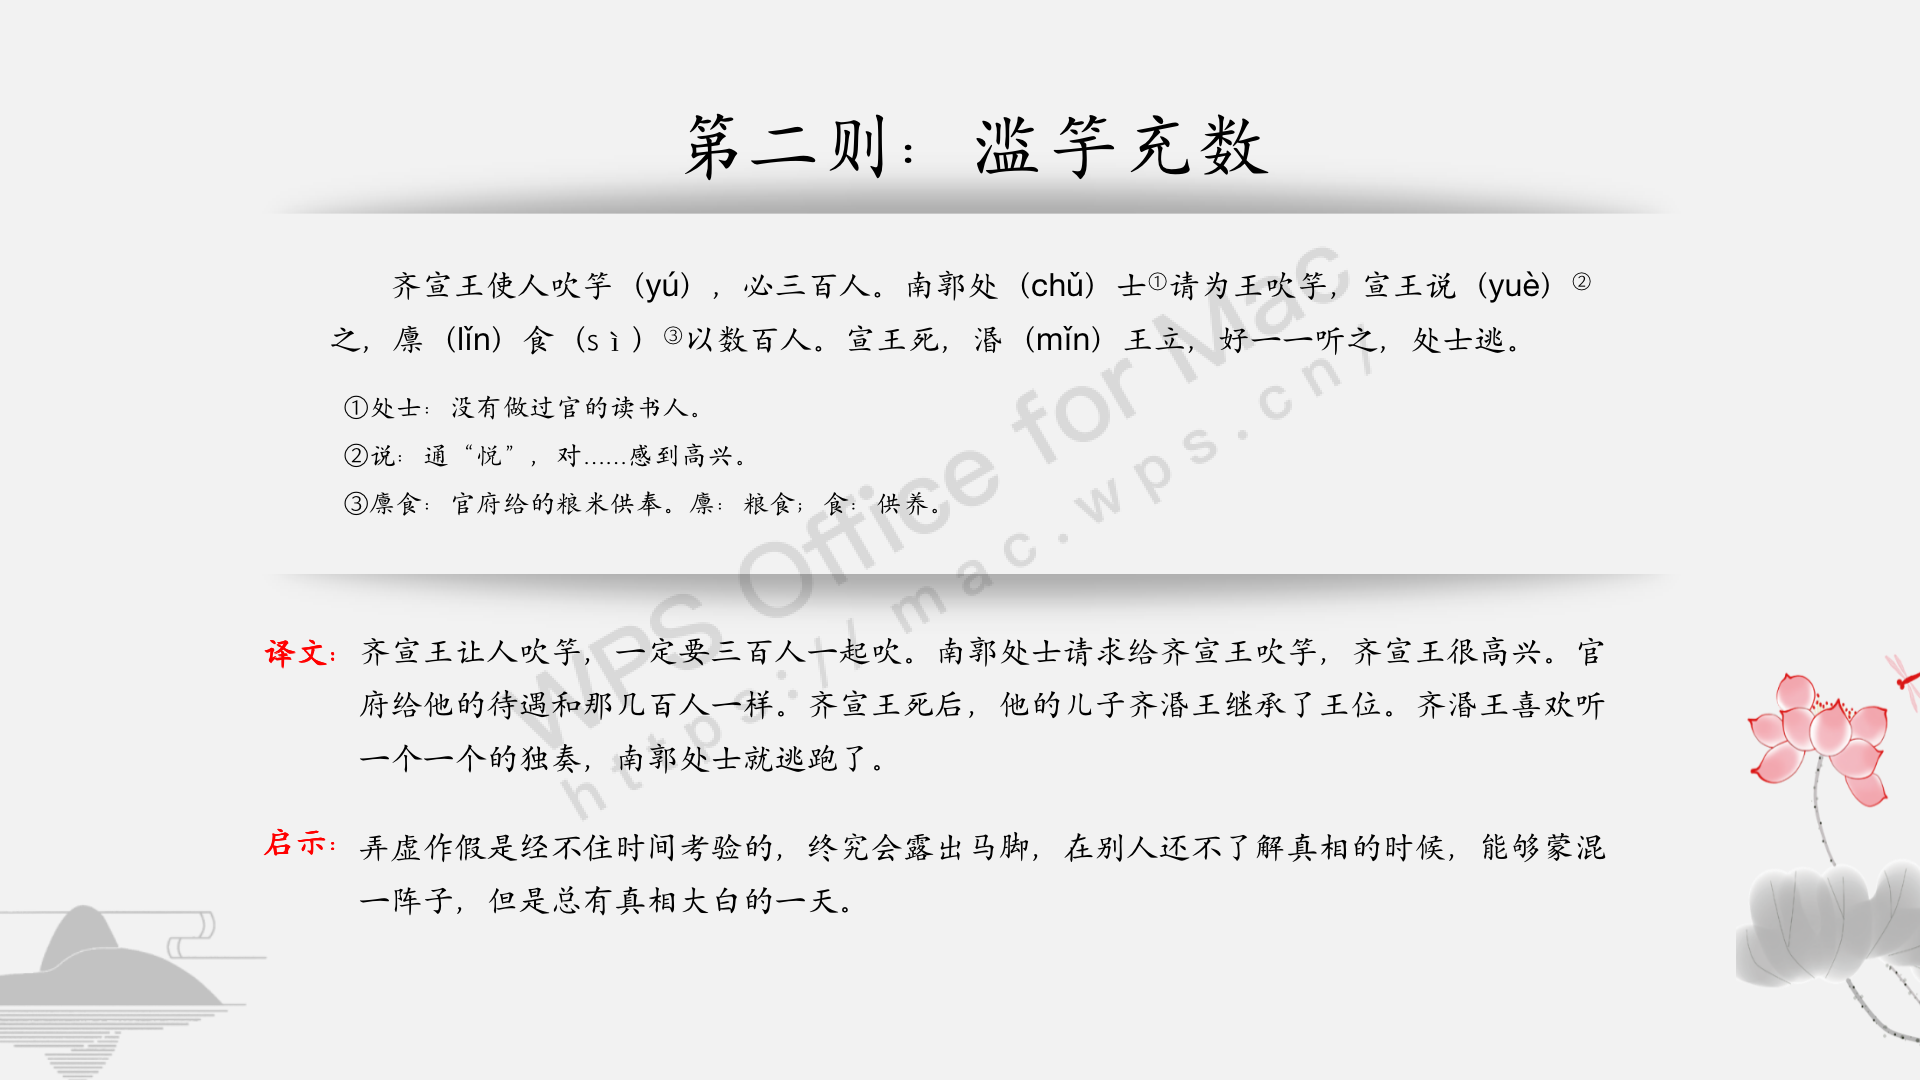 第二则：滥竽充数
齐宣王使人吹竽（yú），必三百人。南郭处（chǔ）士①请为王吹竽，宣王说（yuè）②
之，廪（lǐn）食（sì）③以数百人。宣王死，湣（mǐn）王立，好一一听之，处士逃。
①处士：没有做过官的读书人。
②说：通“悦”，对……感到高兴。
③廪食：官府给的粮米供奉。廪：粮食；食：供养。
译文：齐宣王让人吹竽，一定要三百人一起吹。南郭处士请求给齐宣王吹竽，齐宣王很高兴。官
府给他的待遇和那几百人一样。齐宣王死后，他的儿子齐湣王继承了王位。齐湣王喜欢听
一个一个的独奏，南郭处士就逃跑了。
启示：弄虚作假是经不住时间考验的，终究会露出马脚，在别人还不了解真相的时候，能够蒙混
一阵子，但是总有真相大白的一天。
WPS Office for Mac
https://mac.wps.cn/